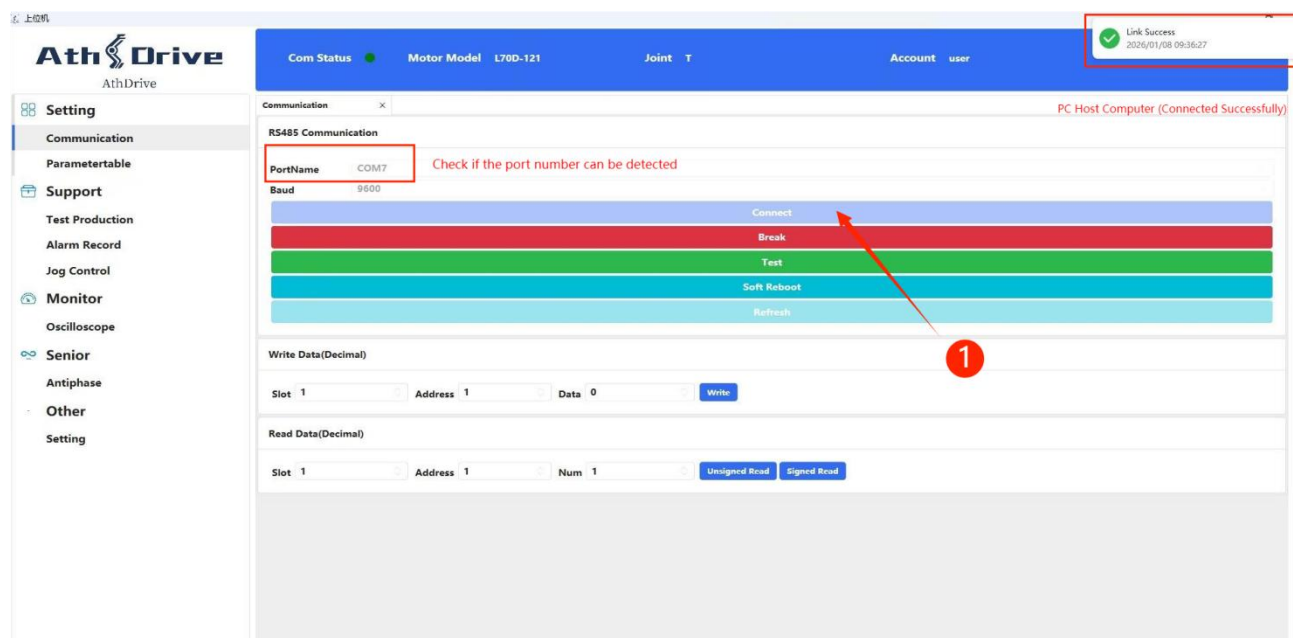 上位机
Ath Drive
AthDrive
Com Status
Motor Model L70D-121
Joint T
Account user
Link Success
2026/01/08 09:36:27
PC Host Computer (Connected Successfully)
Setting
Communication
Parametertable
Support
Test Production
Alarm Record
Jog Control
Monitor
Oscilloscope
Senior
Antiphase
Other
Setting
Communication ×
RS485 Communication
PortName COM7
Check if the port number can be detected
Baud 9600
Connect
Break
Test
Soft Reboot
Refresh
1
Write Data(Decimal)
Slot 1 Address 1 Data 0 Write
Read Data(Decimal)
Slot 1 Address 1 Num 1 Unsigned Read Signed Read